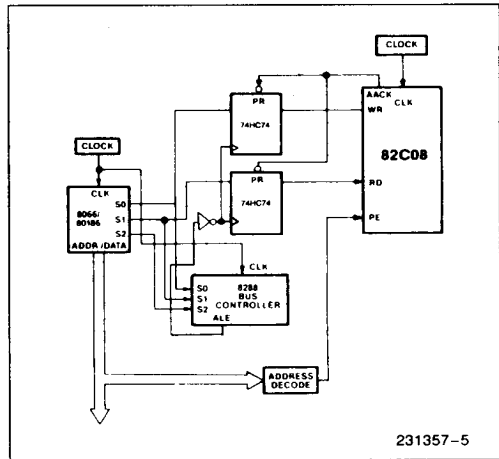 CLOCK
AACK
CLK
PR
74HC74
WR
82C08
CLOCK
PR
74HC74
CLK
8066/
80186
S0
S1
S2
ADDR/DATA
RD
PE
CLK
S0
S1
S2
8288
BUS
CONTROLLER
ALE
ADDRESS
DECODE
231357-5